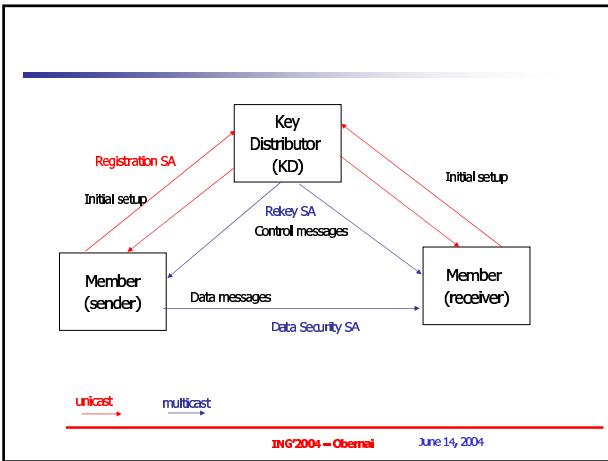 Key
Distributor
(KD)
Registration SA
Initial setup
Initial setup
Rekey SA
Control messages
Member
(sender)
Member
(receiver)
Data messages
Data Security SA
unicast
multicast
ING'2004 – Obernai
June 14, 2004